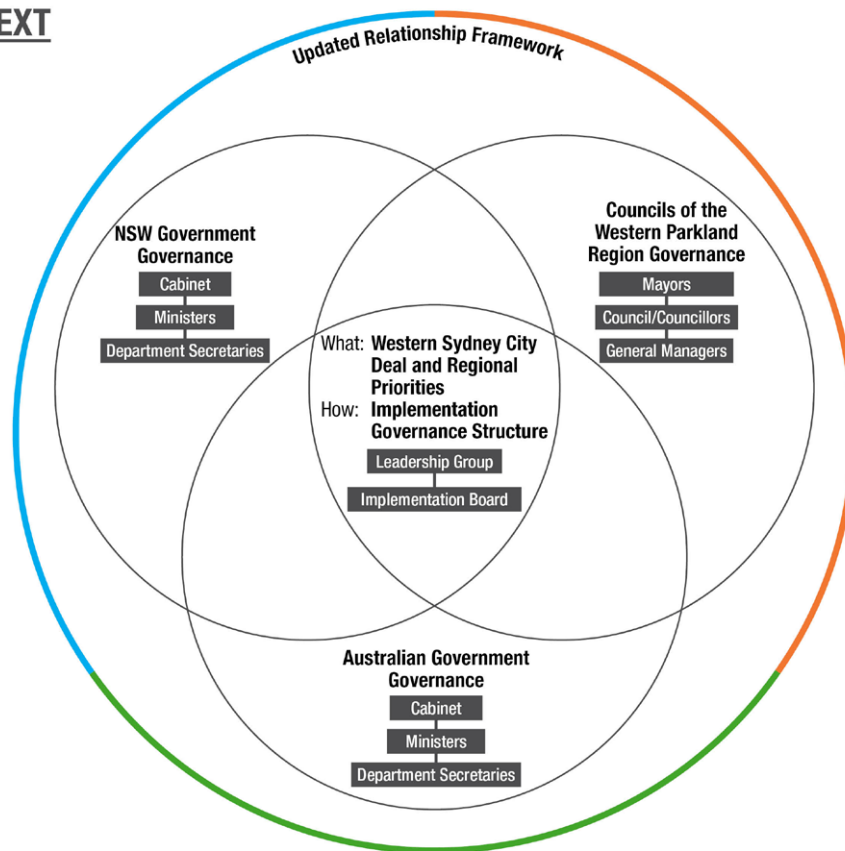 EXT
Updated Relationship Framework
NSW Government
Governance
Cabinet
Ministers
Department Secretaries
Councils of the
Western Parkland
Region Governance
Mayors
Council/Councillors
General Managers
What: Western Sydney City
Deal and Regional
Priorities
How: Implementation
Governance Structure
Leadership Group
Implementation Board
Australian Government
Governance
Cabinet
Ministers
Department Secretaries